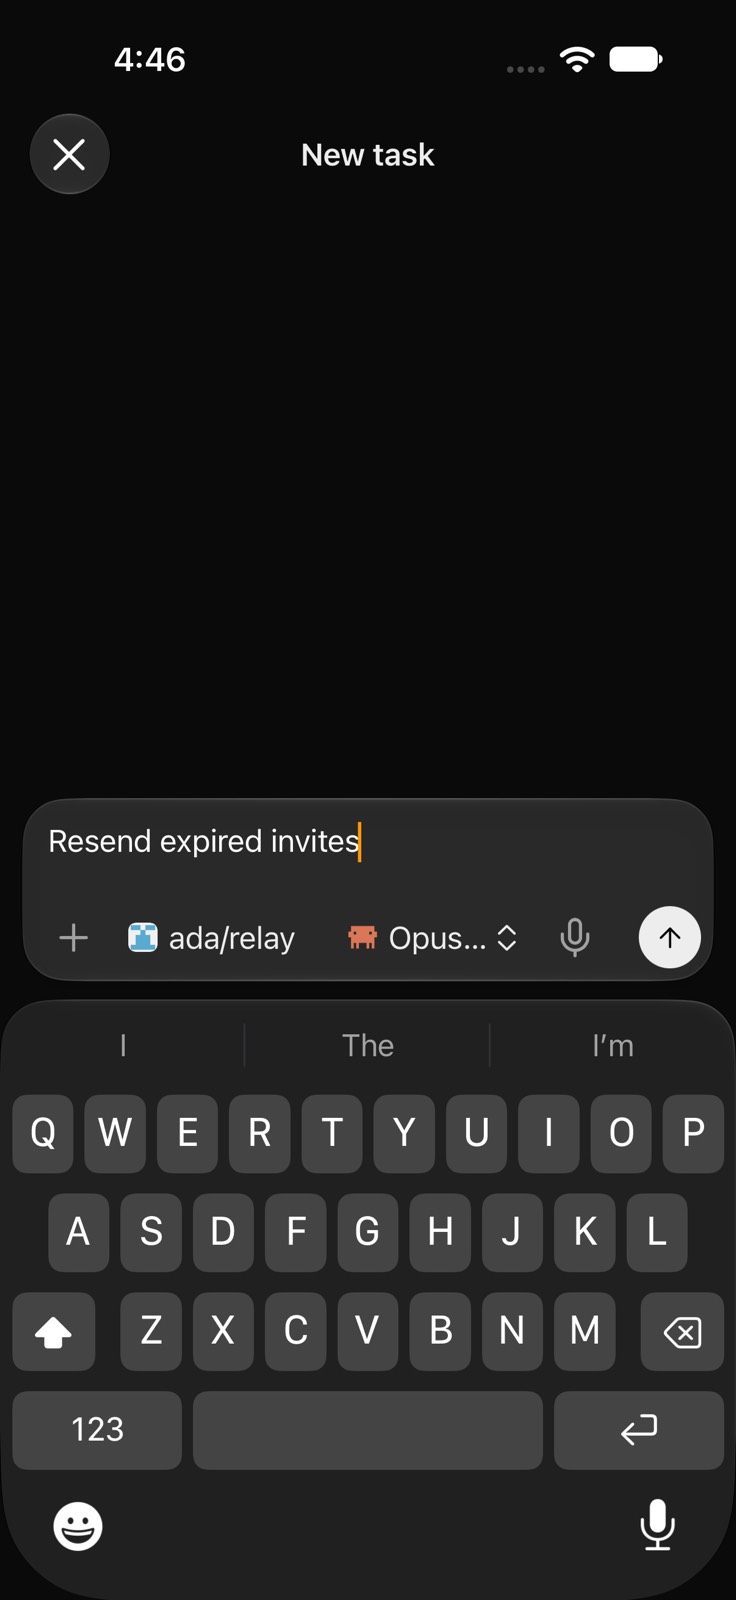 4:46
New task
Resend expired invites
ada/relay Opus...
I The I'm
Q W E R T Y U I O P
A S D F G H J K L
Z X C V B N M
123